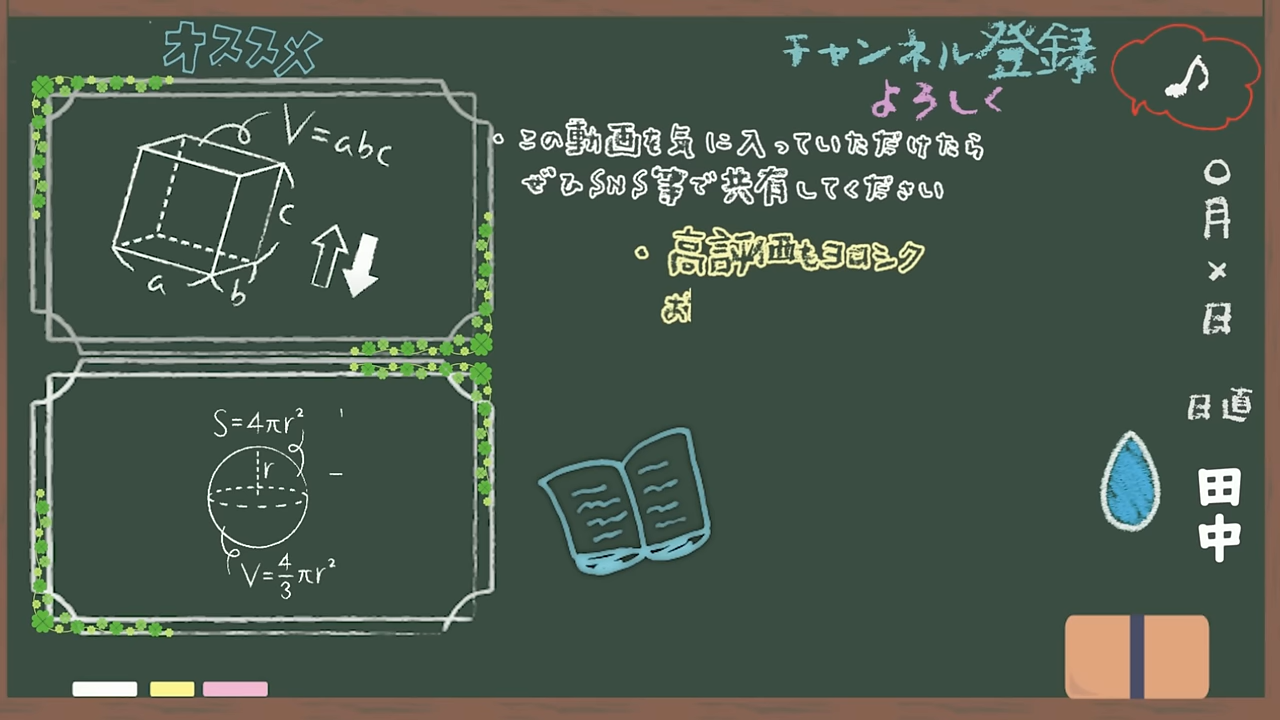 オススメ
チャンネル登録
よろしく
・この動画を気に入っていただけたら
ぜひSNS等で共有してください
・高評価もヨロシク
お
V=abc
a
b
c
S=4πr²
r
V=4/3πr²
〇月×日
日直
田中